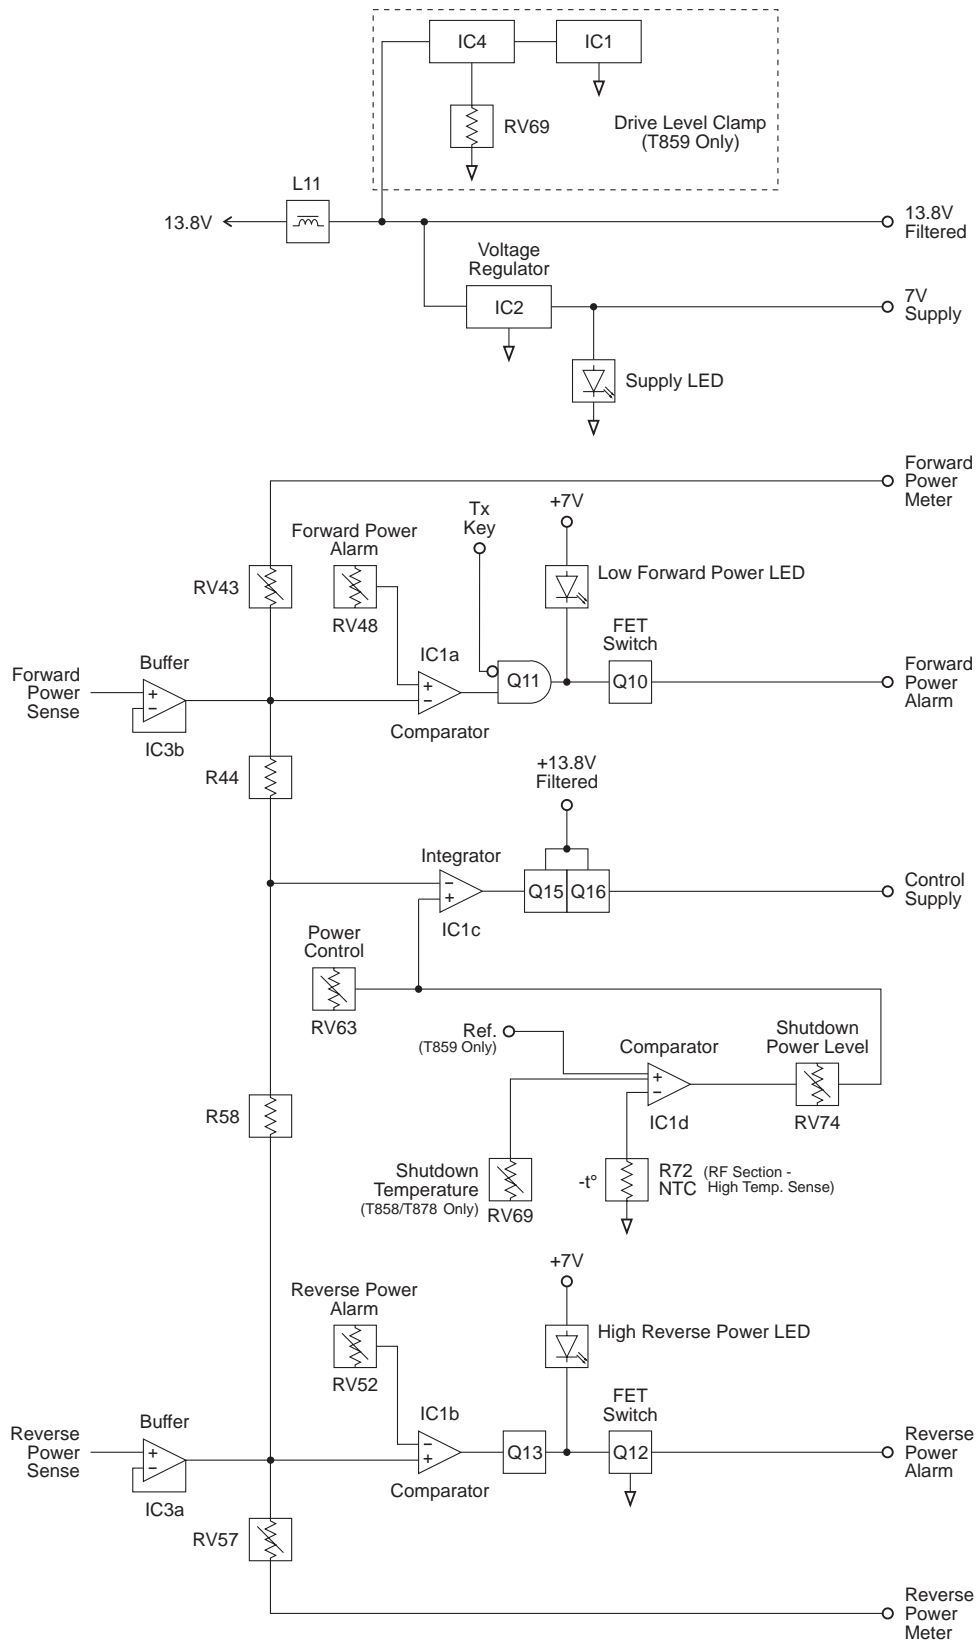 IC4
IC1
RV69
Drive Level Clamp
(T859 Only)
L11
13.8V
13.8V
Filtered
Voltage
Regulator
IC2
7V
Supply
Supply LED
Forward
Power
Meter
Tx
Key
+7V
Forward Power
Alarm
RV43
RV48
Low Forward Power LED
FET
Switch
IC1a
+
−
Comparator
Q11
Q10
Forward
Power
Alarm
Forward
Power
Sense
Buffer
+
−
IC3b
R44
+13.8V
Filtered
Integrator
−
+
IC1c
Q15
Q16
Control
Supply
Power
Control
RV63
Ref.
(T859 Only)
Comparator
+
−
IC1d
Shutdown
Power Level
RV74
R58
Shutdown
Temperature
(T858/T878 Only)
RV69
-t°
R72
NTC
(RF Section -
High Temp. Sense)
+7V
Reverse Power
Alarm
RV52
High Reverse Power LED
FET
Switch
IC1b
−
+
Comparator
Q13
Q12
Reverse
Power
Alarm
Reverse
Power
Sense
Buffer
+
−
IC3a
RV57
Reverse
Power
Meter